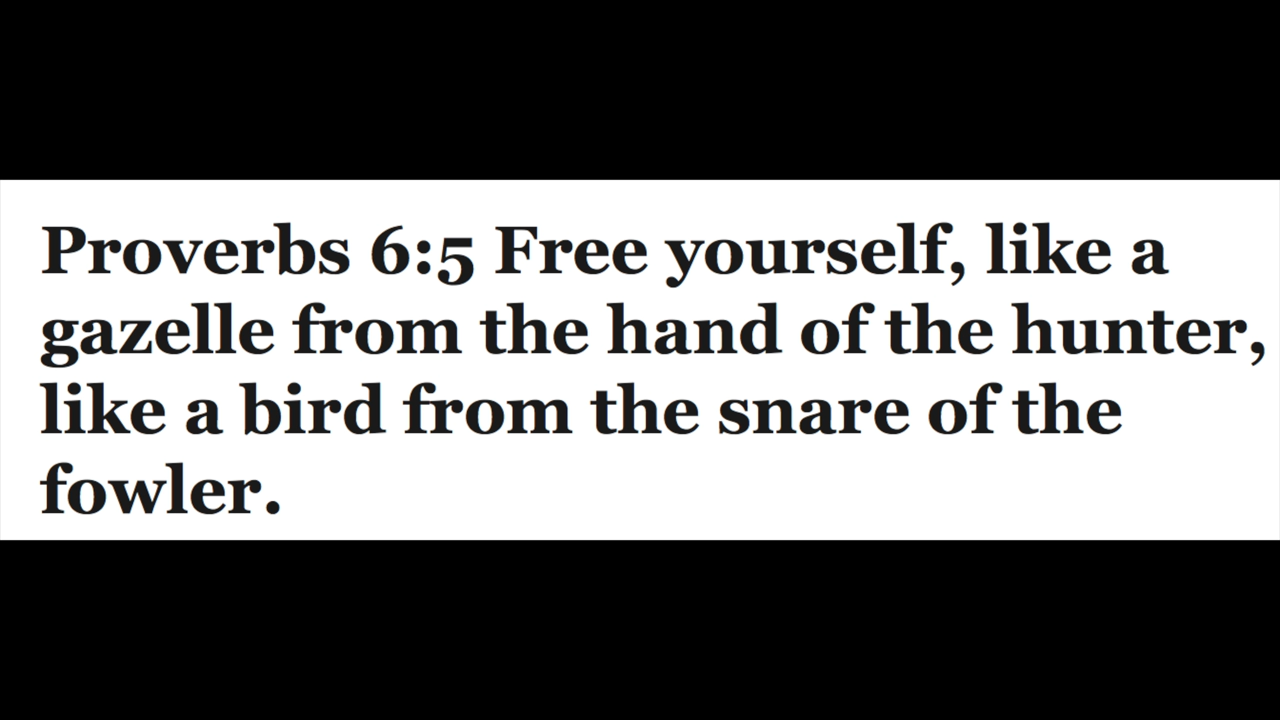 Proverbs 6:5 Free yourself, like a
gazelle from the hand of the hunter,
like a bird from the snare of the
fowler.